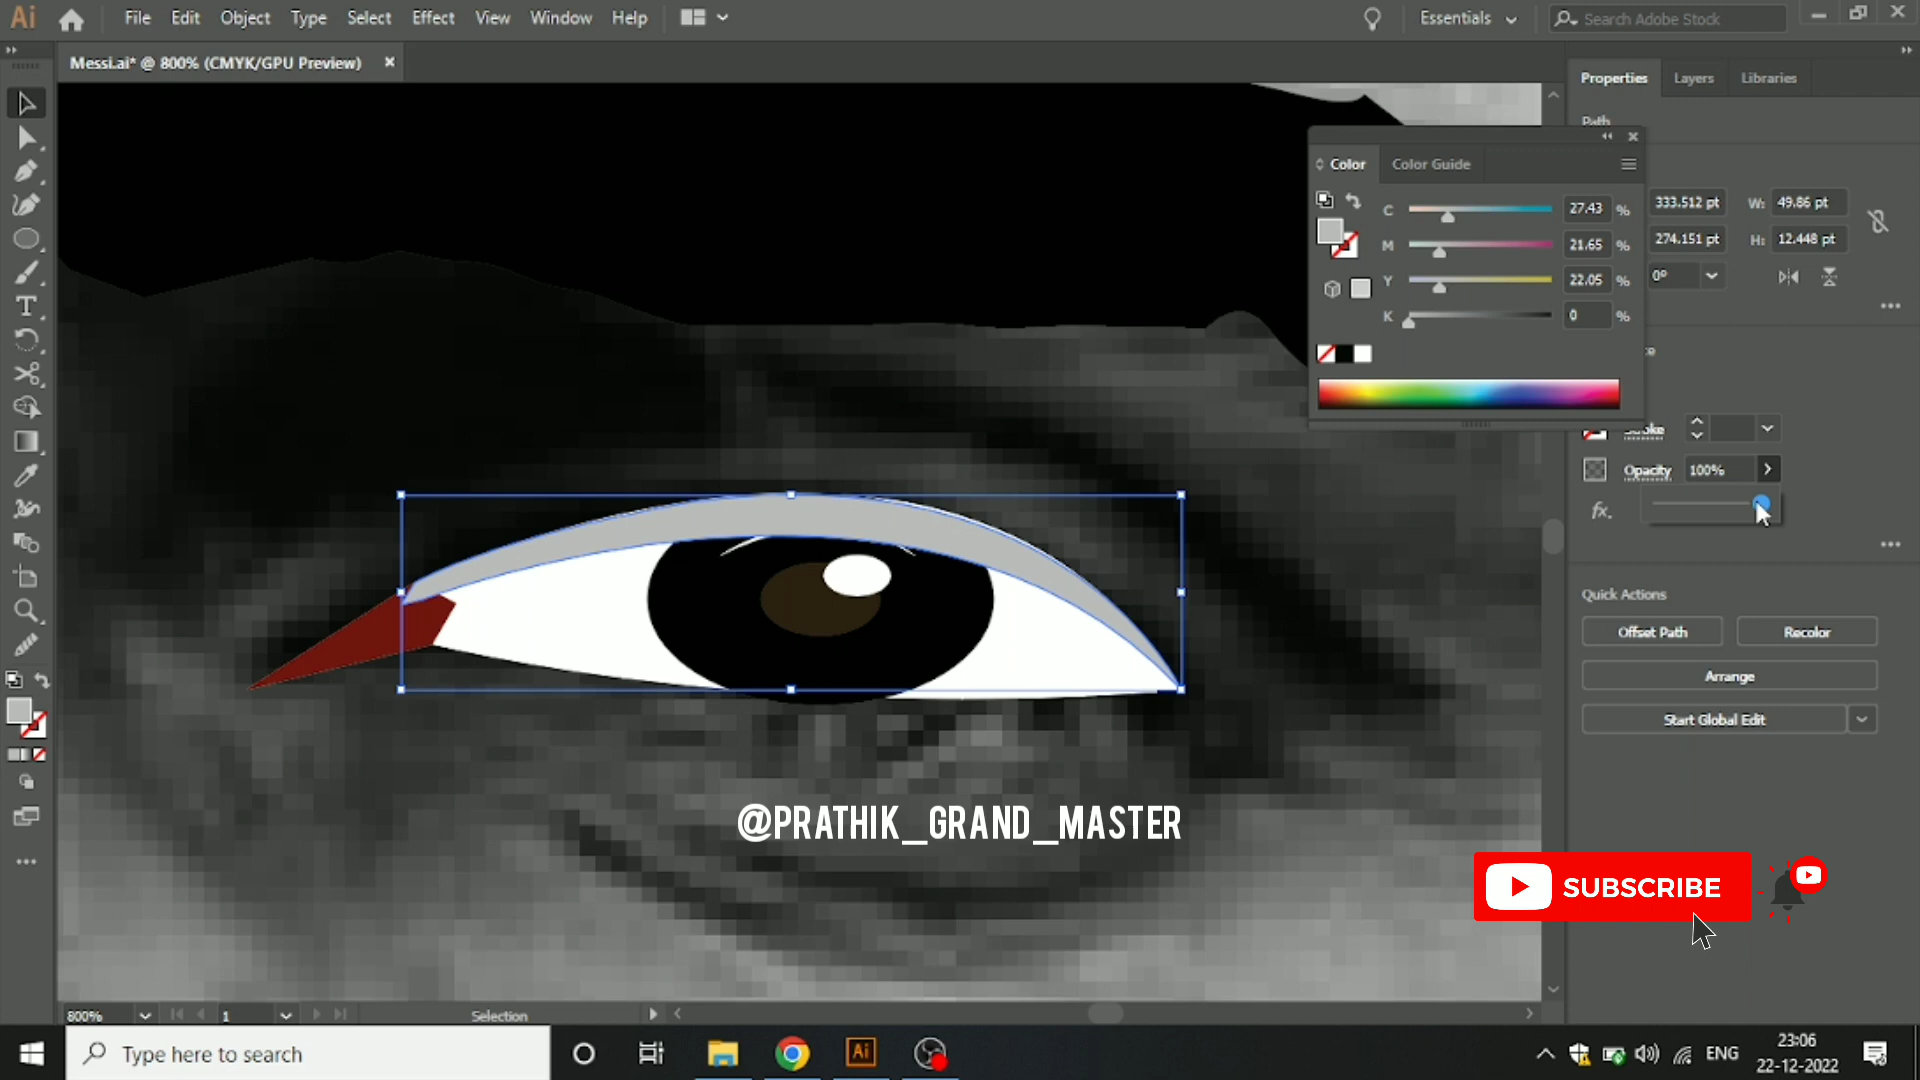 Ai File Edit Object Type Select Effect View Window Help Essentials Search Adobe Stock
Messi.ai* @ 800% (CMYK/GPU Preview) ×
Properties Layers Libraries
Path
Color Color Guide
C 27.43 % 333.512 pt W: 49.86 pt
M 21.65 % 274.151 pt H: 12.448 pt
Y 22.05 % 0°
K 0 %
Stroke
Opacity 100%
fx.
Quick Actions
Offset Path Recolor
Arrange
Start Global Edit
@PRATHIK_GRAND_MASTER
SUBSCRIBE
800% 1 Selection
Type here to search Ai ENG 23:06
22-12-2022